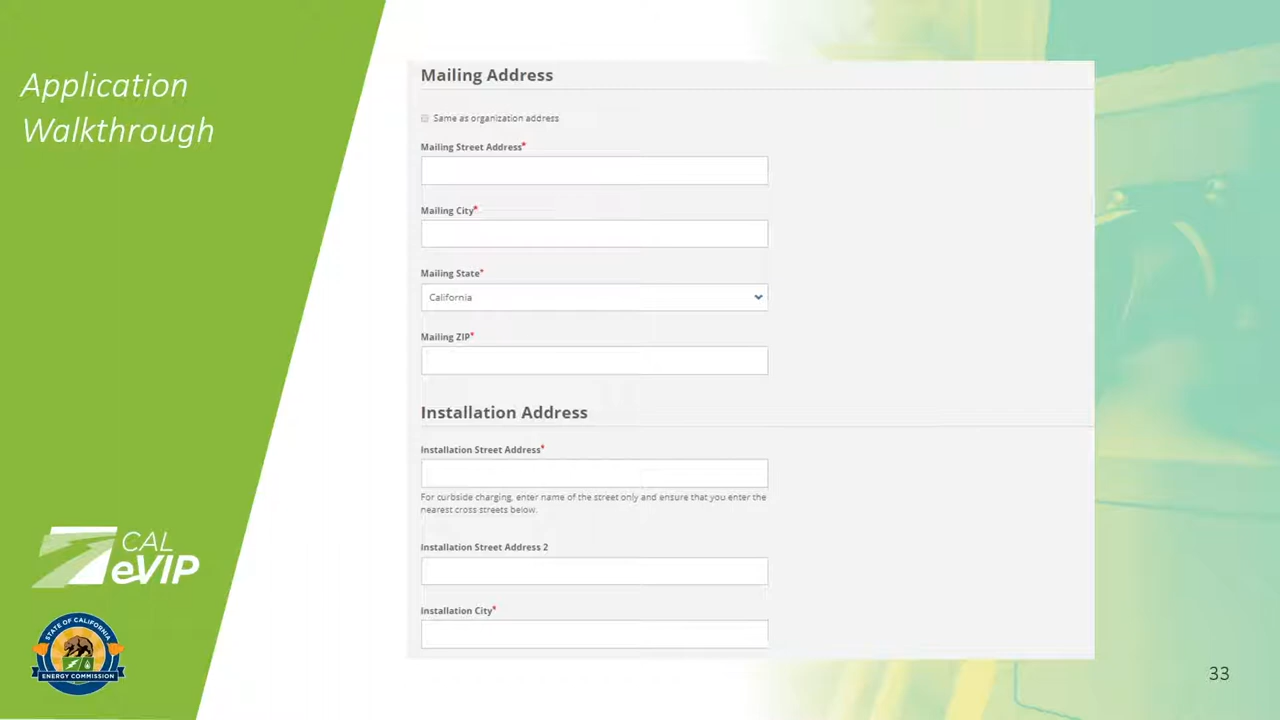 Application
Walkthrough
Mailing Address
Same as organization address
Mailing Street Address*
Mailing City*
Mailing State*
California
Mailing ZIP*
Installation Address
Installation Street Address*
For curbside charging, enter name of the street only and ensure that you enter the
nearest cross streets below.
Installation Street Address 2
Installation City*
CAL
eVIP
STATE OF CALIFORNIA
ENERGY COMMISSION
33